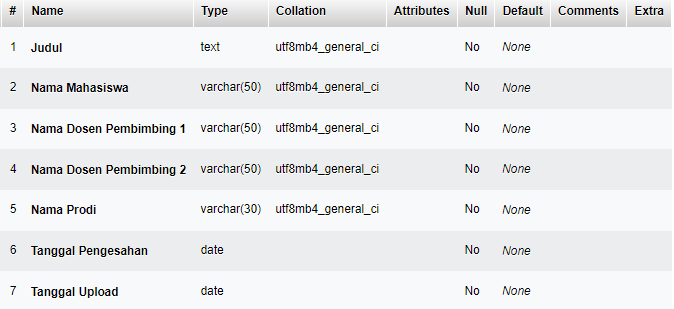 # Name Type Collation Attributes Null Default Comments Extra
1 Judul text utf8mb4_general_ci No None
2 Nama Mahasiswa varchar(50) utf8mb4_general_ci No None
3 Nama Dosen Pembimbing 1 varchar(50) utf8mb4_general_ci No None
4 Nama Dosen Pembimbing 2 varchar(50) utf8mb4_general_ci No None
5 Nama Prodi varchar(30) utf8mb4_general_ci No None
6 Tanggal Pengesahan date No None
7 Tanggal Upload date No None